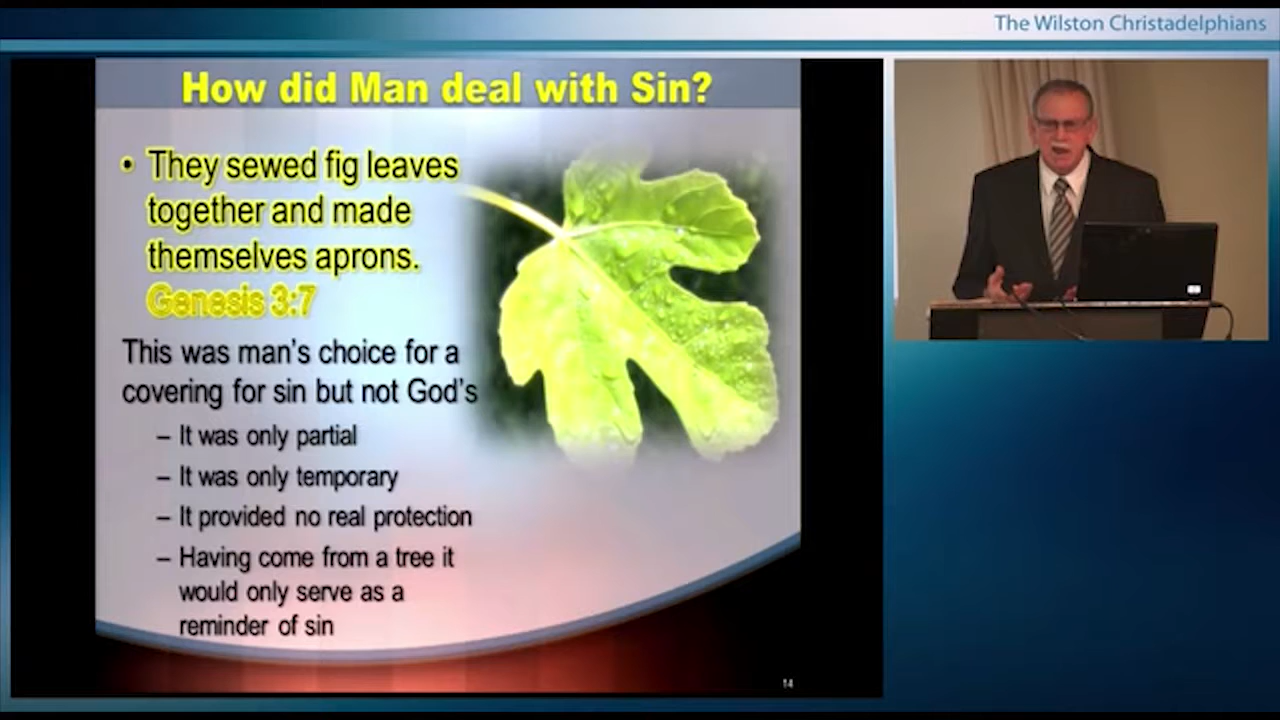 The Wilston Christadelphians
How did Man deal with Sin?
• They sewed fig leaves
together and made
themselves aprons.
Genesis 3:7
This was man's choice for a
covering for sin but not God's
– It was only partial
– It was only temporary
– It provided no real protection
– Having come from a tree it
would only serve as a
reminder of sin
14